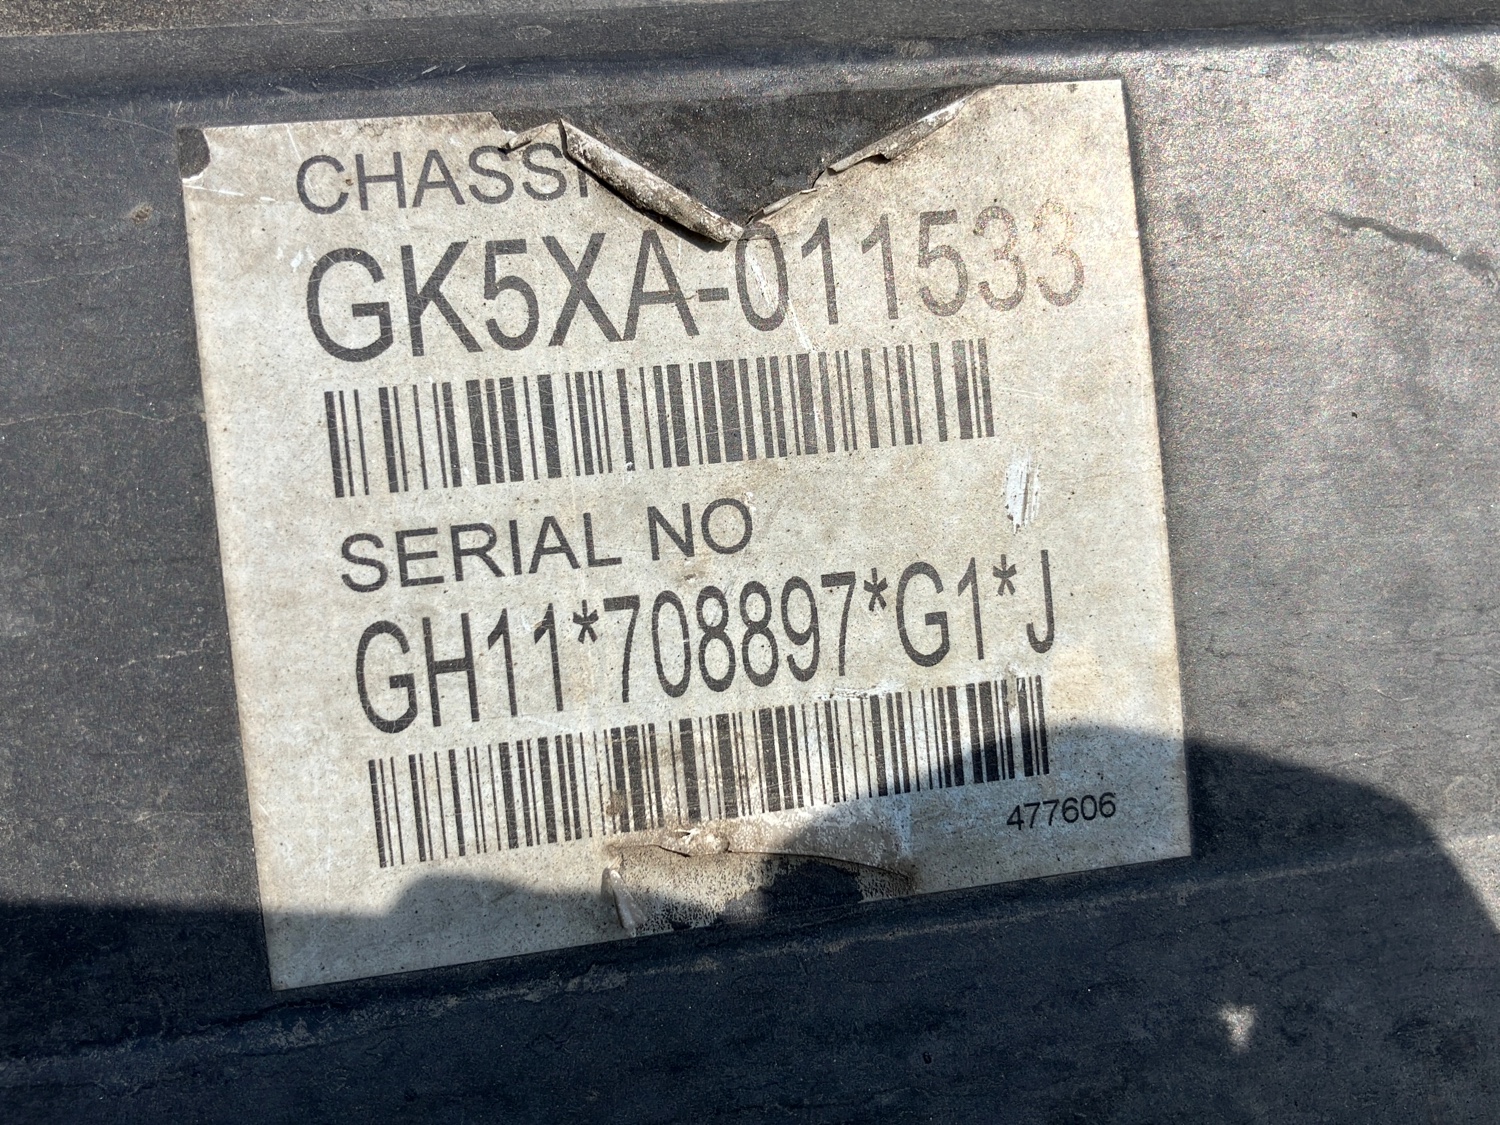 CHASSI
GK5XA-011533
SERIAL NO
GH11*708897*G1*J
477606